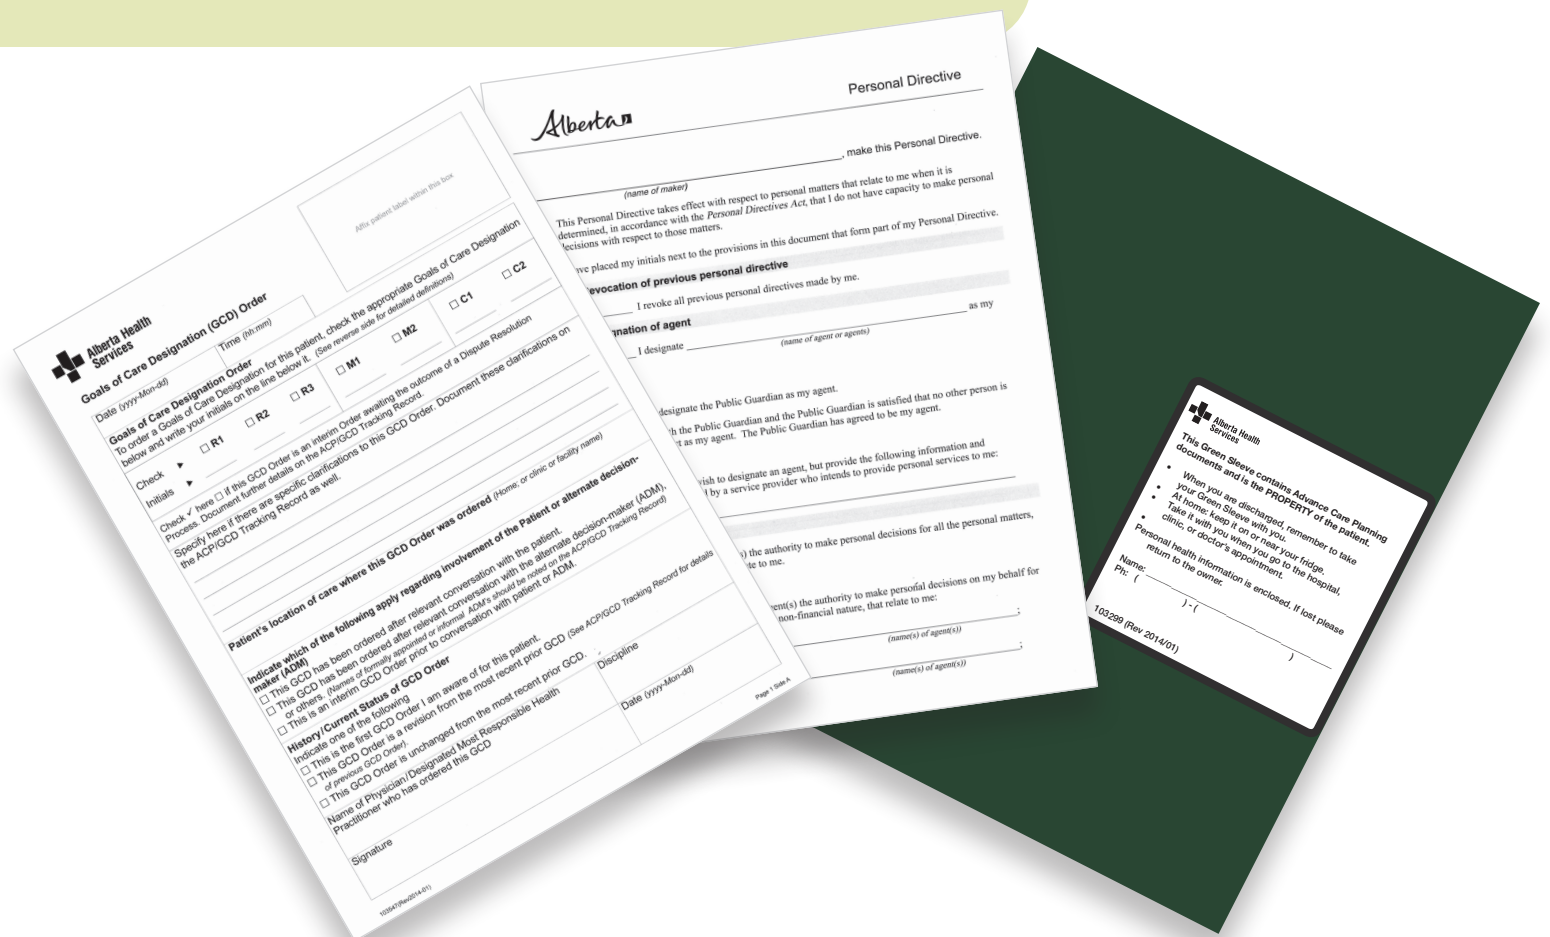 Alberta Health
Services
Affix patient label within this box
Goals of Care Designation (GCD) Order
Date (yyyy-Mon-dd)
Time (hh:mm)
Goals of Care Designation Order
To order a Goals of Care Designation for this patient, check the appropriate Goals of Care Designation
below and write your initials on the line below it. (See reverse side for detailed definitions)
Check ► □ R1 □ R2 □ R3 □ M1 □ M2 □ C1 □ C2
Initials ►
Check ✓ here □ if this GCD Order is an interim Order awaiting the outcome of a Dispute Resolution
Process. Document further details on the ACP/GCD Tracking Record.
Specify here if there are specific clarifications to this GCD Order. Document these clarifications on
the ACP/GCD Tracking Record as well.
Patient's location of care where this GCD Order was ordered (Home, or clinic or facility name)
Indicate which of the following apply regarding involvement of the Patient or alternate decision-
maker (ADM)
□ This GCD has been ordered after relevant conversation with the patient.
□ This GCD has been ordered after relevant conversation with the alternate decision-maker (ADM),
or others. (Names of formally appointed or informal ADM's should be noted on the ACP/GCD Tracking Record)
□ This is an interim GCD Order prior to conversation with patient or ADM.
History/Current Status of GCD Order
Indicate one of the following
□ This is the first GCD Order I am aware of for this patient.
□ This GCD Order is a revision from the most recent prior GCD (See ACP/GCD Tracking Record for details
of previous GCD Order).
□ This GCD Order is unchanged from the most recent prior GCD.
Name of Physician/Designated Most Responsible Health
Practitioner who has ordered this GCD
Discipline
Signature
Date (yyyy-Mon-dd)
103547(Rev2014-01)
Page 1 Side A
Alberta
Personal Directive
, make this Personal Directive.
(name of maker)
This Personal Directive takes effect with respect to personal matters that relate to me when it is
determined, in accordance with the Personal Directives Act, that I do not have capacity to make personal
decisions with respect to those matters.
ve placed my initials next to the provisions in this document that form part of my Personal Directive.
evocation of previous personal directive
I revoke all previous personal directives made by me.
gnation of agent
I designate as my
(name of agent or agents)
designate the Public Guardian as my agent.
h the Public Guardian and the Public Guardian is satisfied that no other person is
ct as my agent. The Public Guardian has agreed to be my agent.
vish to designate an agent, but provide the following information and
l by a service provider who intends to provide personal services to me:
) the authority to make personal decisions for all the personal matters,
te to me.
ent(s) the authority to make personal decisions on my behalf for
non-financial nature, that relate to me:
;
(name(s) of agent(s))
;
(name(s) of agent(s))
Alberta Health
Services
This Green Sleeve contains Advance Care Planning
documents and is the PROPERTY of the patient.
• When you are discharged, remember to take
your Green Sleeve with you.
• At home: keep it on or near your fridge.
• Take it with you when you go to the hospital,
clinic, or doctor's appointment.
• Personal health information is enclosed. If lost please
return to the owner.
Name:
Ph: ( ) - ( )
103299 (Rev 2014/01)